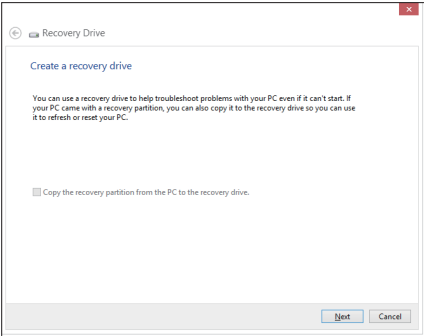 Recovery Drive
Create a recovery drive
You can use a recovery drive to help troubleshoot problems with your PC even if it can't start. If
your PC came with a recovery partition, you can also copy it to the recovery drive so you can use
it to refresh or reset your PC.
Copy the recovery partition from the PC to the recovery drive.
Next Cancel